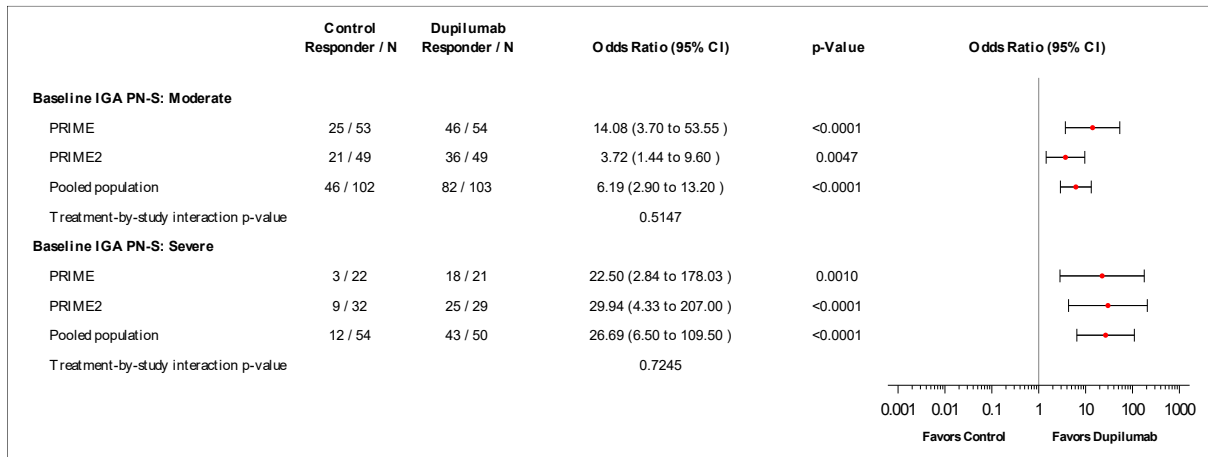 Control Dupilumab
Responder / N Responder / N Odds Ratio (95% CI) p-Value Odds Ratio (95% CI)
Baseline IGA PN-S: Moderate
PRIME 25 / 53 46 / 54 14.08 (3.70 to 53.55 ) <0.0001
PRIME2 21 / 49 36 / 49 3.72 (1.44 to 9.60 ) 0.0047
Pooled population 46 / 102 82 / 103 6.19 (2.90 to 13.20 ) <0.0001
Treatment-by-study interaction p-value 0.5147
Baseline IGA PN-S: Severe
PRIME 3 / 22 18 / 21 22.50 (2.84 to 178.03 ) 0.0010
PRIME2 9 / 32 25 / 29 29.94 (4.33 to 207.00 ) <0.0001
Pooled population 12 / 54 43 / 50 26.69 (6.50 to 109.50 ) <0.0001
Treatment-by-study interaction p-value 0.7245
0.001 0.01 0.1 1 10 100 1000
Favors Control Favors Dupilumab